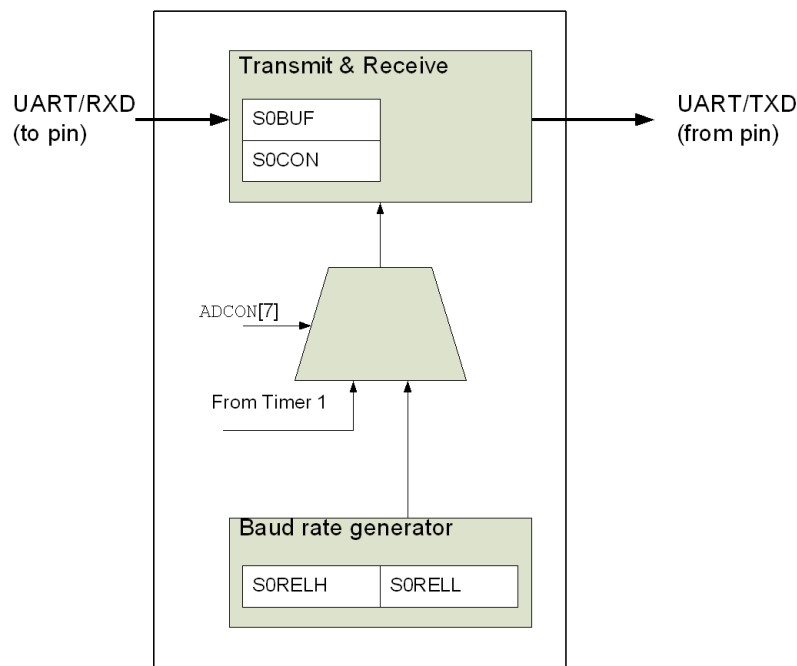 Transmit & Receive
UART/RXD
(to pin)
S0BUF
S0CON
UART/TXD
(from pin)
ADCON[7]
From Timer 1
Baud rate generator
S0RELH
S0RELL